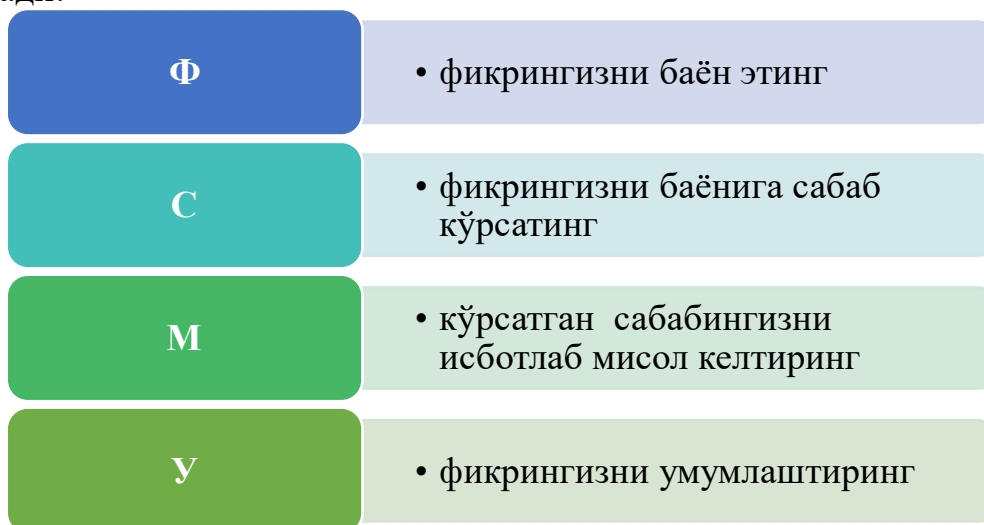 Ф
• фикрингизни баён этинг
С
• фикрингизни баёнига сабаб
кўрсатинг
М
• кўрсатган сабабингизни
исботлаб мисол келтиринг
У
• фикрингизни умумлаштиринг